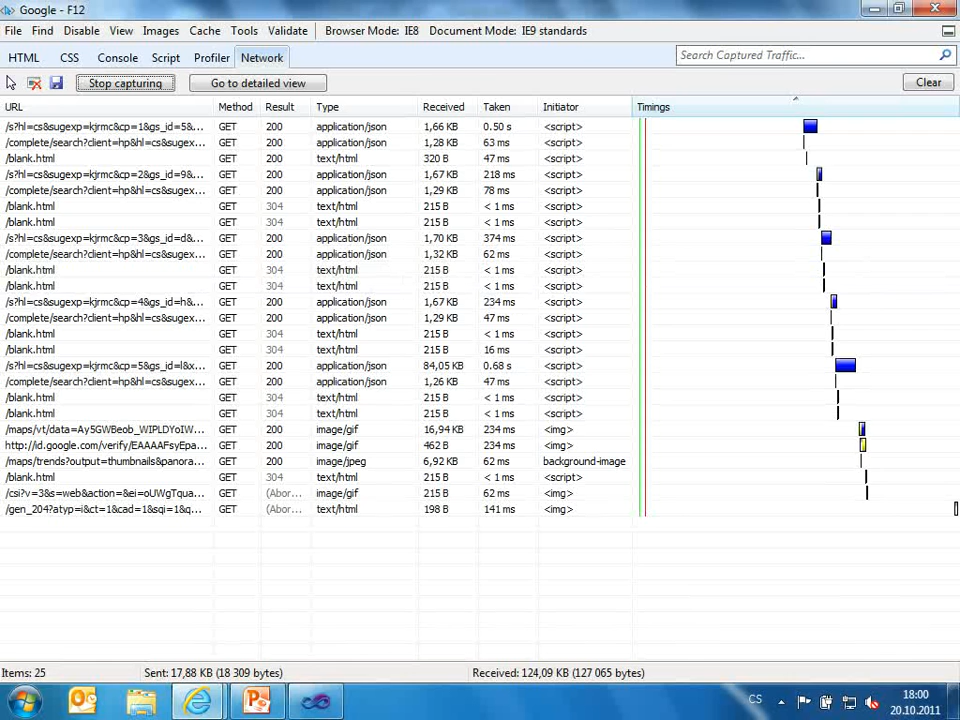 Google - F12
File Find Disable View Images Cache Tools Validate Browser Mode: IE8 Document Mode: IE9 standards
HTML CSS Console Script Profiler Network Search Captured Traffic...
Stop capturing Go to detailed view Clear
URL Method Result Type Received Taken Initiator Timings
/s?hl=cs&sugexp=kjrmc&cp=1&gs_id=5&... GET 200 application/json 1,66 KB 0.50 s <script>
/complete/search?client=hp&hl=cs&sugex... GET 200 application/json 1,28 KB 63 ms <script>
/blank.html GET 200 text/html 320 B 47 ms <script>
/s?hl=cs&sugexp=kjrmc&cp=2&gs_id=9&... GET 200 application/json 1,67 KB 218 ms <script>
/complete/search?client=hp&hl=cs&sugex... GET 200 application/json 1,29 KB 78 ms <script>
/blank.html GET 304 text/html 215 B < 1 ms <script>
/blank.html GET 304 text/html 215 B < 1 ms <script>
/s?hl=cs&sugexp=kjrmc&cp=3&gs_id=d&... GET 200 application/json 1,70 KB 374 ms <script>
/complete/search?client=hp&hl=cs&sugex... GET 200 application/json 1,32 KB 62 ms <script>
/blank.html GET 304 text/html 215 B < 1 ms <script>
/blank.html GET 304 text/html 215 B < 1 ms <script>
/s?hl=cs&sugexp=kjrmc&cp=4&gs_id=h&... GET 200 application/json 1,67 KB 234 ms <script>
/complete/search?client=hp&hl=cs&sugex... GET 200 application/json 1,29 KB 47 ms <script>
/blank.html GET 304 text/html 215 B < 1 ms <script>
/blank.html GET 304 text/html 215 B 16 ms <script>
/s?hl=cs&sugexp=kjrmc&cp=5&gs_id=l&x... GET 200 application/json 84,05 KB 0.68 s <script>
/complete/search?client=hp&hl=cs&sugex... GET 200 application/json 1,26 KB 47 ms <script>
/blank.html GET 304 text/html 215 B < 1 ms <script>
/blank.html GET 304 text/html 215 B < 1 ms <script>
/maps/vt/data=Ay5GWBeob_WIPLDYoIW... GET 200 image/gif 16,94 KB 234 ms <img>
http://id.google.com/verify/EAAAAFsyEpa... GET 200 image/gif 462 B 234 ms <img>
/maps/trends?output=thumbnails&panora... GET 200 image/jpeg 6,92 KB 62 ms background-image
/blank.html GET 304 text/html 215 B < 1 ms <script>
/csi?v=3&s=web&action=&ei=oUWgTqua... GET (Abor... image/gif 215 B 62 ms <img>
/gen_204?atyp=i&ct=1&cad=1&sqi=1&q... GET (Abor... text/html 198 B 141 ms <img>
Items: 25 Sent: 17,88 KB (18 309 bytes) Received: 124,09 KB (127 065 bytes)
CS 18:00
20.10.2011